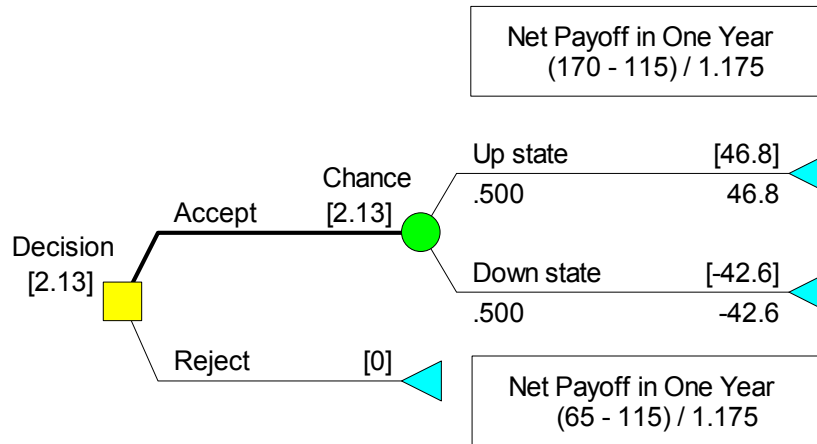 Net Payoff in One Year
(170 - 115) / 1.175
Up state [46.8]
.500 46.8
Chance
[2.13]
Accept
Decision
[2.13]
Down state [-42.6]
.500 -42.6
Reject [0]
Net Payoff in One Year
(65 - 115) / 1.175